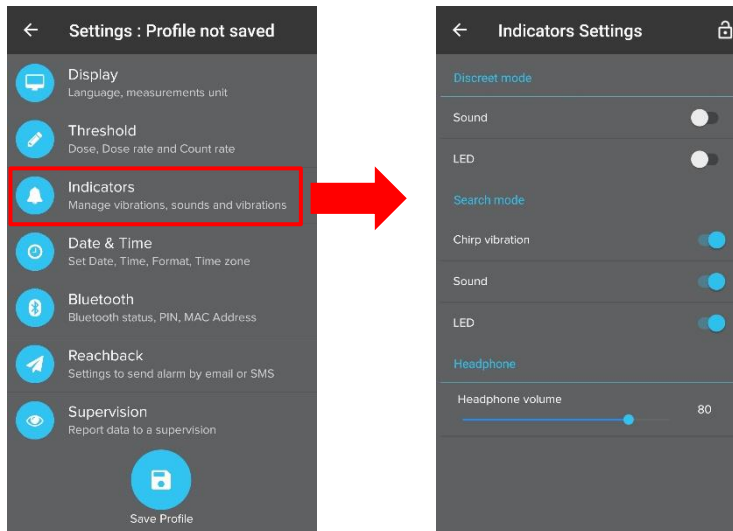 Settings : Profile not saved
Display
Language, measurements unit
Threshold
Dose, Dose rate and Count rate
Indicators
Manage vibrations, sounds and vibrations
Date & Time
Set Date, Time, Format, Time zone
Bluetooth
Bluetooth status, PIN, MAC Address
Reachback
Settings to send alarm by email or SMS
Supervision
Report data to a supervision
Save Profile
Indicators Settings
Discreet mode
Sound
LED
Search mode
Chirp vibration
Sound
LED
Headphone
Headphone volume
80